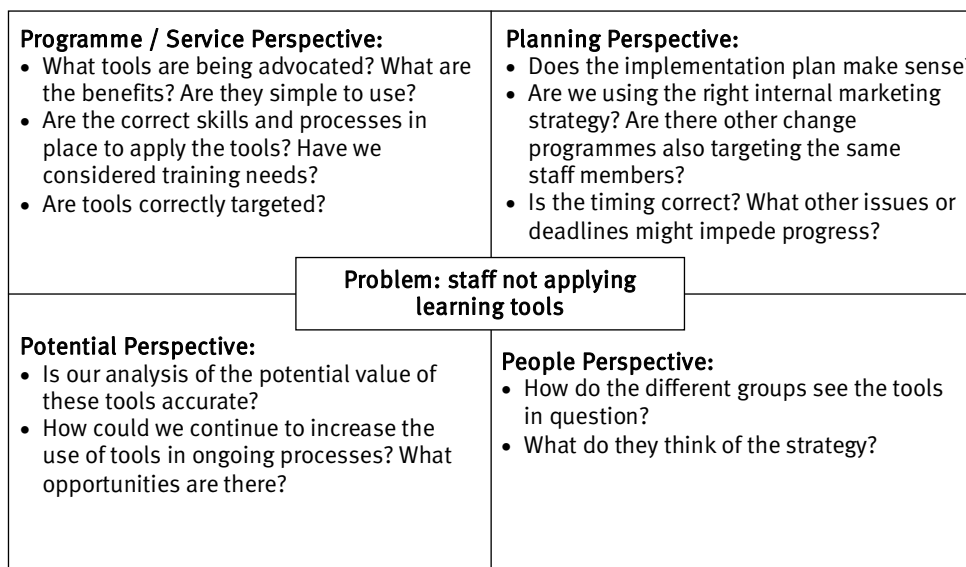 Programme / Service Perspective:
• What tools are being advocated? What are
the benefits? Are they simple to use?
• Are the correct skills and processes in
place to apply the tools? Have we
considered training needs?
• Are tools correctly targeted?
Planning Perspective:
• Does the implementation plan make sense?
• Are we using the right internal marketing
strategy? Are there other change
programmes also targeting the same
staff members?
• Is the timing correct? What other issues or
deadlines might impede progress?
Problem: staff not applying
learning tools
Potential Perspective:
• Is our analysis of the potential value of
these tools accurate?
• How could we continue to increase the
use of tools in ongoing processes? What
opportunities are there?
People Perspective:
• How do the different groups see the tools
in question?
• What do they think of the strategy?